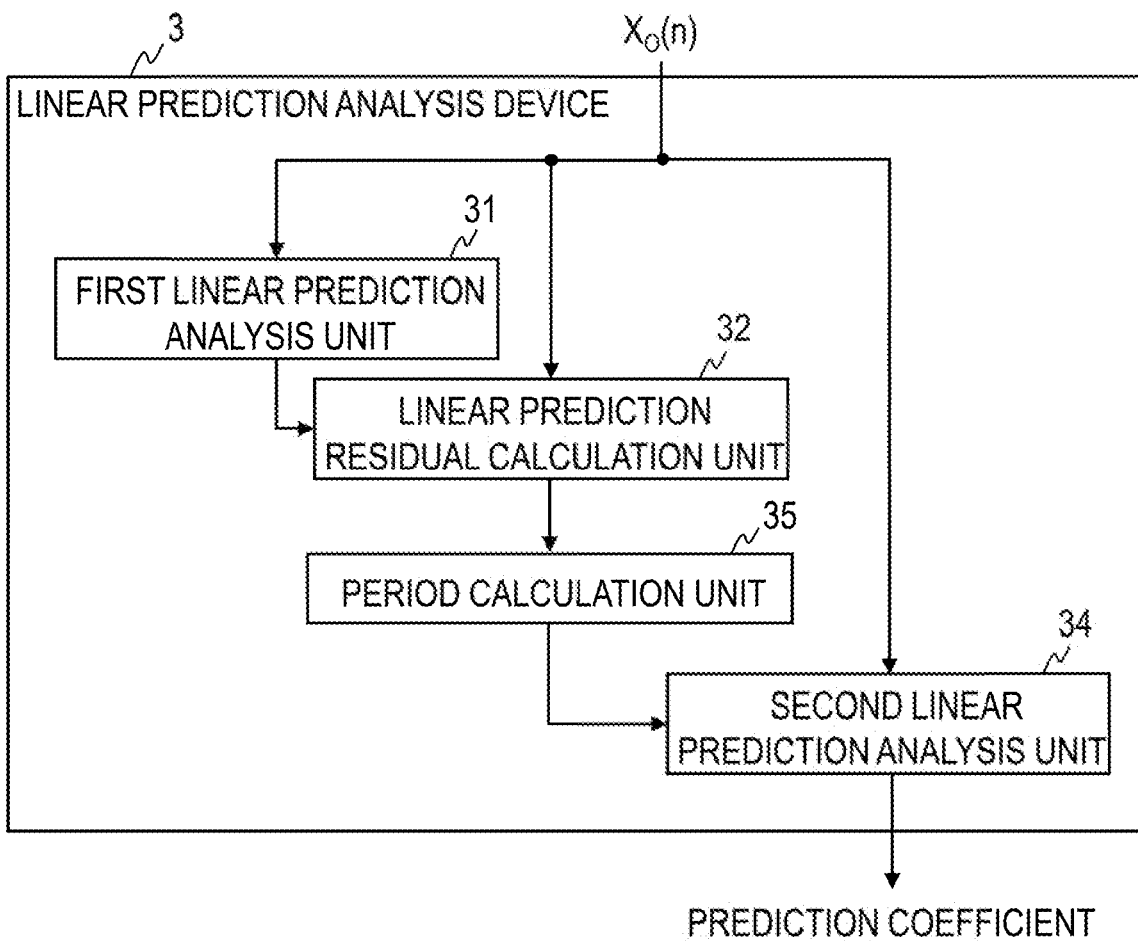 3
X_O(n)
LINEAR PREDICTION ANALYSIS DEVICE
31
FIRST LINEAR PREDICTION
ANALYSIS UNIT
32
LINEAR PREDICTION
RESIDUAL CALCULATION UNIT
35
PERIOD CALCULATION UNIT
34
SECOND LINEAR
PREDICTION ANALYSIS UNIT
PREDICTION COEFFICIENT